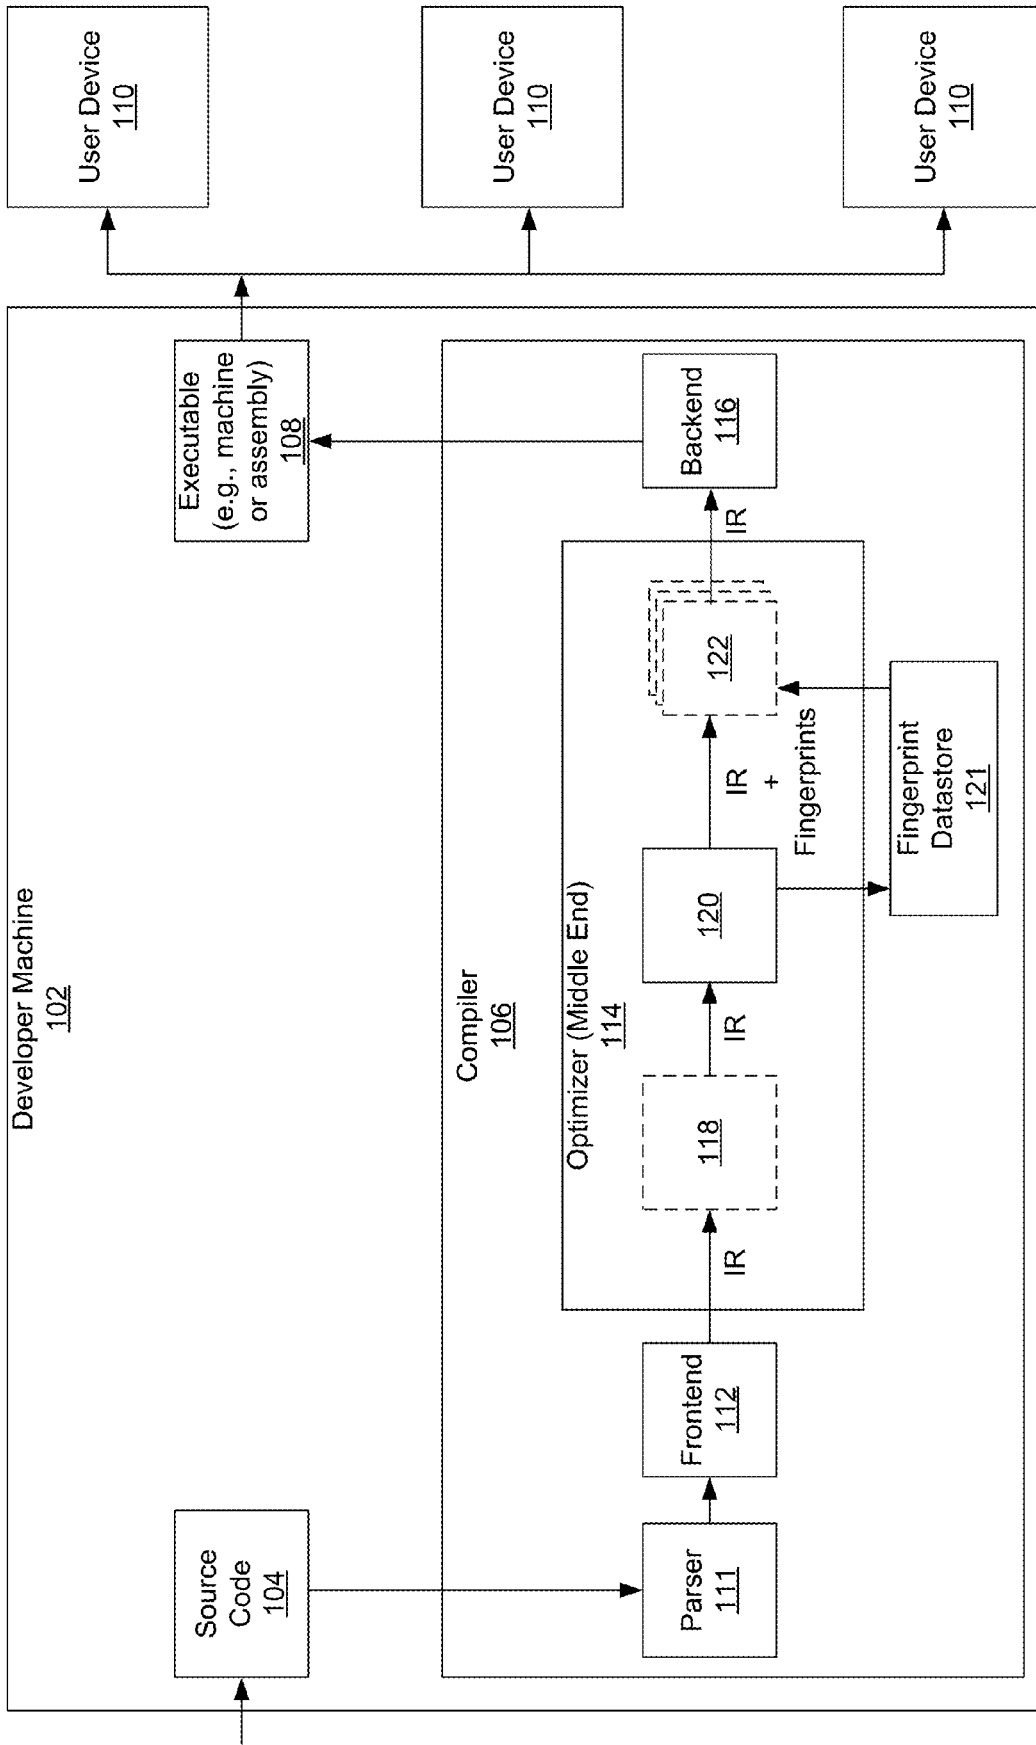 Developer Machine
102
Source
Code
104
Executable
(e.g., machine
or assembly)
108
User Device
110
User Device
110
User Device
110
Compiler
106
Optimizer (Middle End)
114
Parser
111
Frontend
112
IR
118
IR
120
IR
+
Fingerprints
122
IR
Backend
116
Fingerprint
Datastore
121